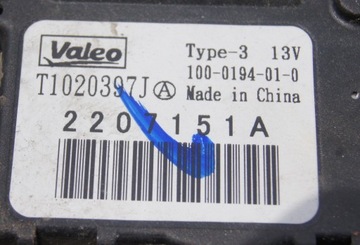 Valeo
Type-3 13V
100-0194-01-0
T1020397J Ⓐ Made in China
2207151A